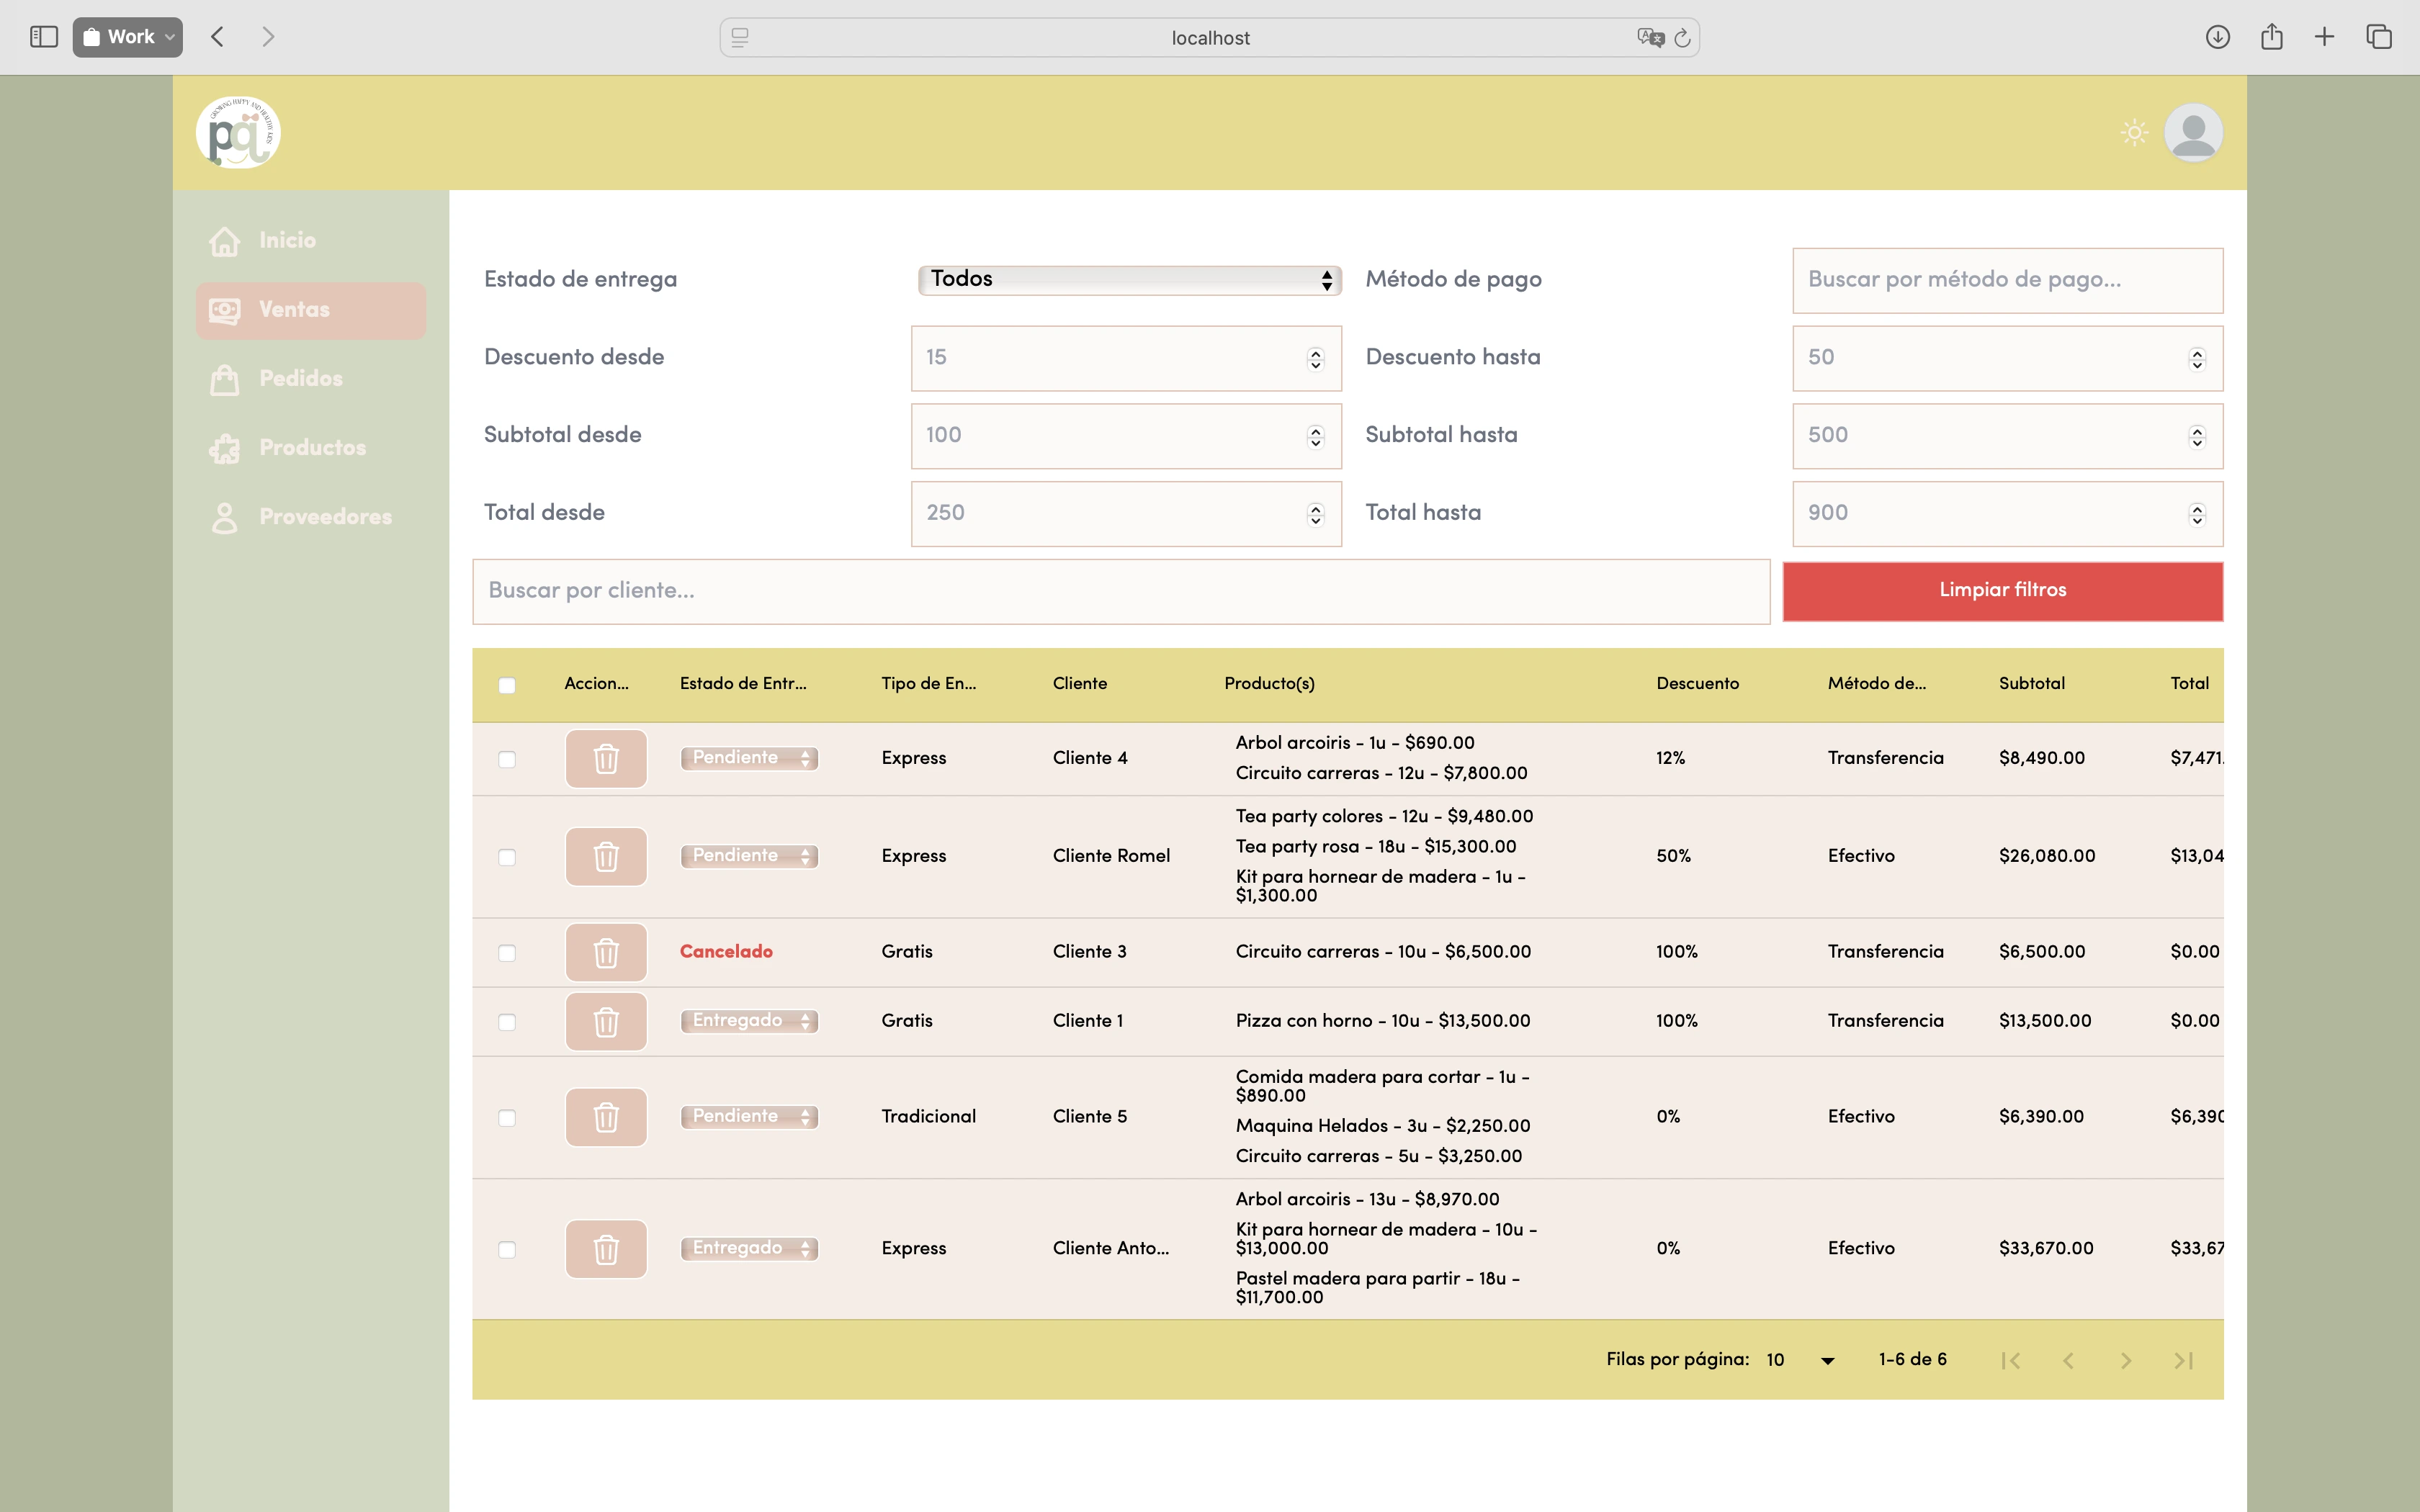 Work
localhost
GROWING HAPPY AND HEALTHY KIDS
pq
Inicio
Ventas
Pedidos
Productos
Proveedores
Estado de entrega Todos Método de pago Buscar por método de pago...
Descuento desde 15 Descuento hasta 50
Subtotal desde 100 Subtotal hasta 500
Total desde 250 Total hasta 900
Buscar por cliente... Limpiar filtros
Accion... Estado de Entr... Tipo de En... Cliente Producto(s) Descuento Método de... Subtotal Total
Pendiente Express Cliente 4 Arbol arcoiris - 1u - $690.00 12% Transferencia $8,490.00 $7,471.
Circuito carreras - 12u - $7,800.00
Tea party colores - 12u - $9,480.00
Pendiente Express Cliente Romel Tea party rosa - 18u - $15,300.00 50% Efectivo $26,080.00 $13,04
Kit para hornear de madera - 1u -
$1,300.00
Cancelado Gratis Cliente 3 Circuito carreras - 10u - $6,500.00 100% Transferencia $6,500.00 $0.00
Entregado Gratis Cliente 1 Pizza con horno - 10u - $13,500.00 100% Transferencia $13,500.00 $0.00
Comida madera para cortar - 1u -
$890.00
Pendiente Tradicional Cliente 5 Maquina Helados - 3u - $2,250.00 0% Efectivo $6,390.00 $6,390
Circuito carreras - 5u - $3,250.00
Arbol arcoiris - 13u - $8,970.00
Kit para hornear de madera - 10u -
Entregado Express Cliente Anto... $13,000.00 0% Efectivo $33,670.00 $33,67
Pastel madera para partir - 18u -
$11,700.00
Filas por página: 10 1-6 de 6